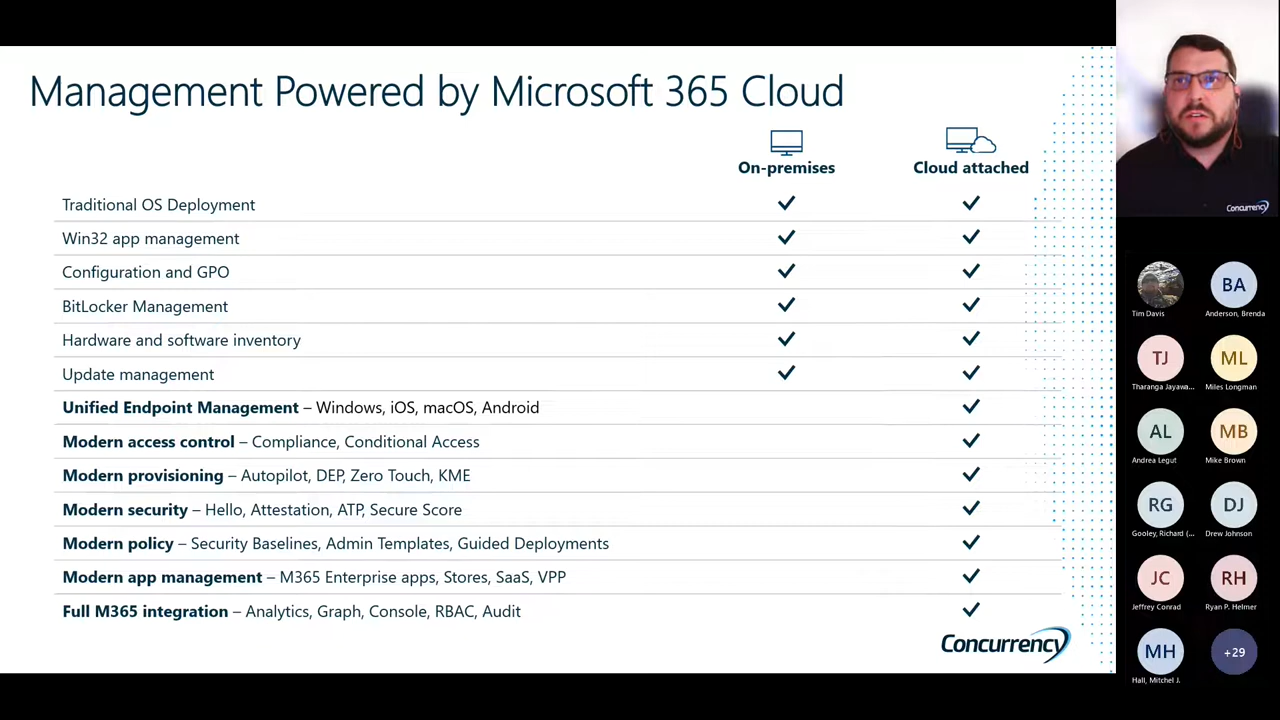 Management Powered by Microsoft 365 Cloud
On-premises
Cloud attached
Traditional OS Deployment
Win32 app management
Configuration and GPO
BitLocker Management
Hardware and software inventory
Update management
Unified Endpoint Management – Windows, iOS, macOS, Android
Modern access control – Compliance, Conditional Access
Modern provisioning – Autopilot, DEP, Zero Touch, KME
Modern security – Hello, Attestation, ATP, Secure Score
Modern policy – Security Baselines, Admin Templates, Guided Deployments
Modern app management – M365 Enterprise apps, Stores, SaaS, VPP
Full M365 integration – Analytics, Graph, Console, RBAC, Audit
Concurrency
Concurrency
Tim Davis
BA
Anderson, Brenda
TJ
Tharanga Jayawa...
ML
Miles Longman
AL
Andrea Legut
MB
Mike Brown
RG
Gooley, Richard (...
DJ
Drew Johnson
JC
Jeffrey Conrad
RH
Ryan P. Helmer
MH
Hall, Mitchel J.
+29